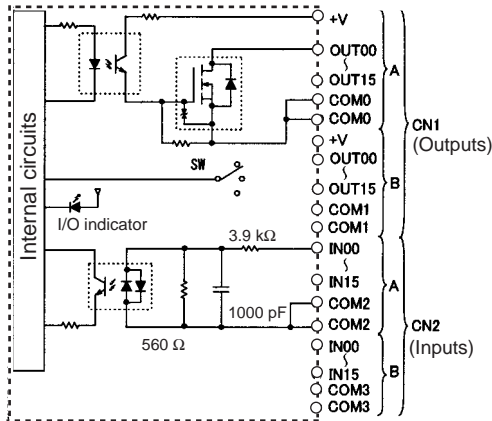 Internal circuits
+V
OUT00
OUT15
COM0
COM0
A
+V
OUT00
OUT15
COM1
COM1
B
CN1
(Outputs)
SW
I/O indicator
3.9 kΩ
1000 pF
560 Ω
IN00
IN15
COM2
COM2
A
IN00
IN15
COM3
COM3
B
CN2
(Inputs)